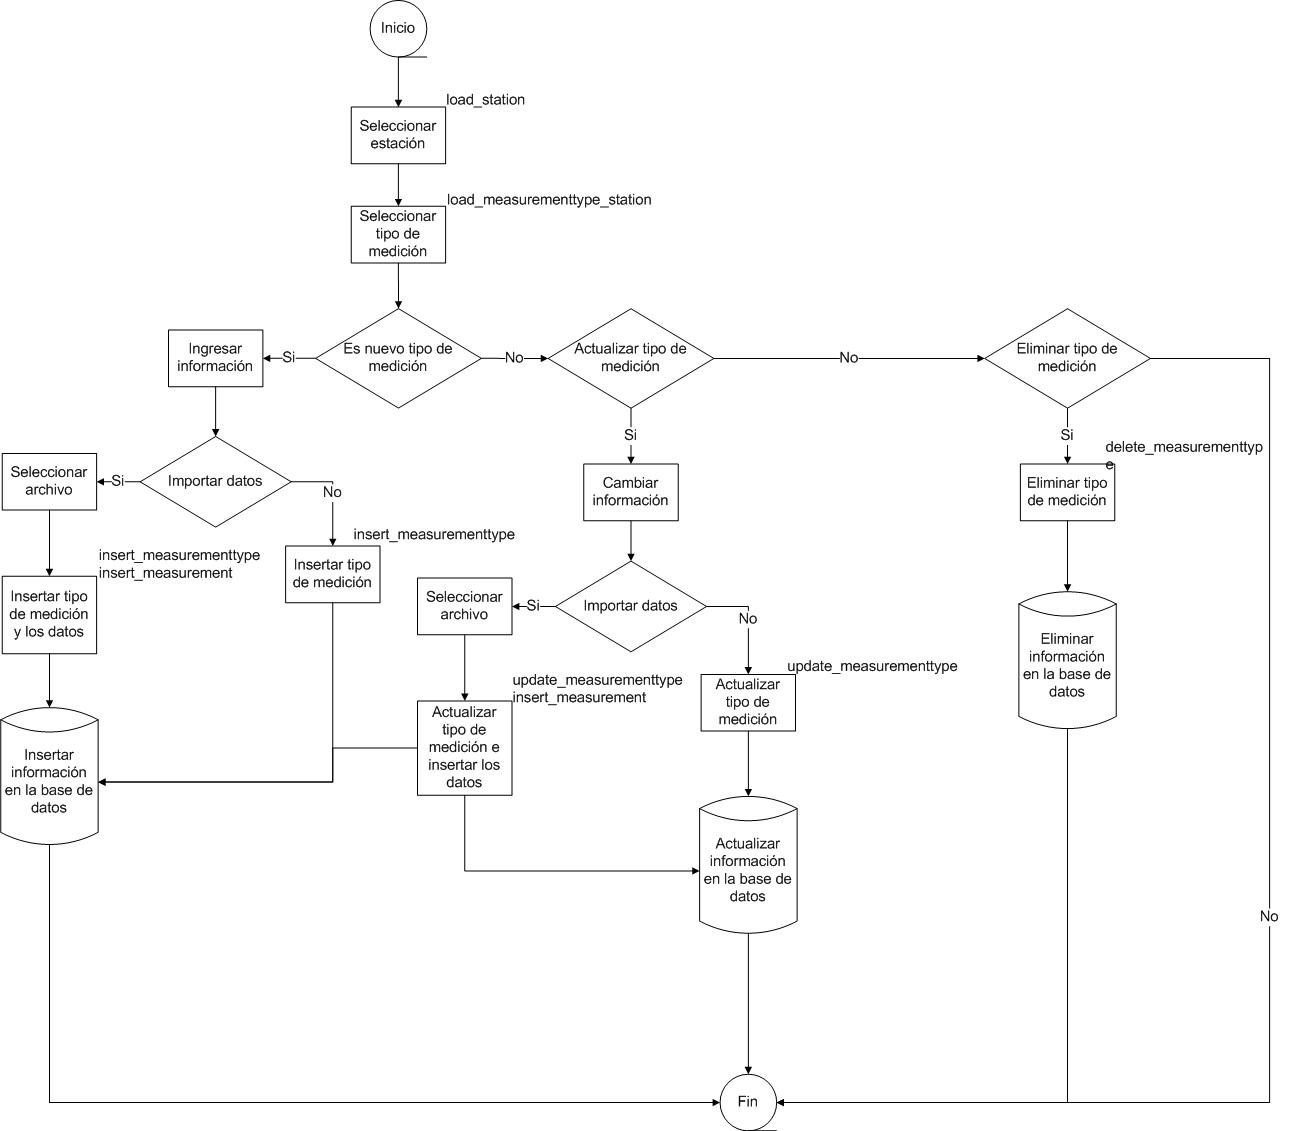 Inicio
load_station
Seleccionar
estación
load_measurementtype_station
Seleccionar
tipo de
medición
Es nuevo tipo de
medición
Si
No
Ingresar
información
Actualizar tipo de
medición
No
Eliminar tipo de
medición
Si
Si
No
Importar datos
Si
No
Seleccionar
archivo
insert_measurementtype
insert_measurement
Insertar tipo
de medición
y los datos
insert_measurementtype
Insertar tipo
de medición
Insertar
información
en la base de
datos
Cambiar
información
Importar datos
Si
No
Seleccionar
archivo
update_measurementtype
insert_measurement
Actualizar
tipo de
medición e
insertar los
datos
update_measurementtype
Actualizar
tipo de
medición
Actualizar
información
en la base de
datos
delete_measurementtyp
e
Eliminar tipo
de medición
Eliminar
información
en la base de
datos
Fin